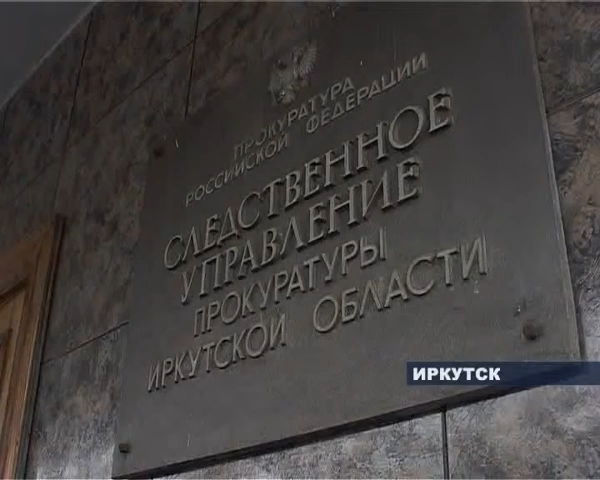 ПРОКУРАТУРА
РОССИЙСКОЙ ФЕДЕРАЦИИ
СЛЕДСТВЕННОЕ
УПРАВЛЕНИЕ
ПРОКУРАТУРЫ
ИРКУТСКОЙ ОБЛАСТИ
ИРКУТСК